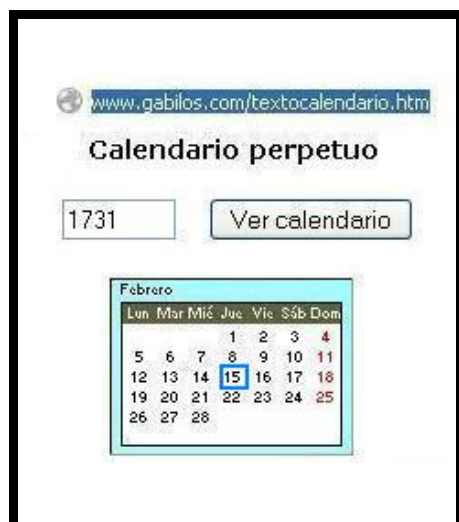 www.gabilos.com/textocalendario.htm
Calendario perpetuo
1731 Ver calendario
Febrero
Lun Mar Mié Jue Vie Sáb Dom
1 2 3 4
5 6 7 8 9 10 11
12 13 14 15 16 17 18
19 20 21 22 23 24 25
26 27 28